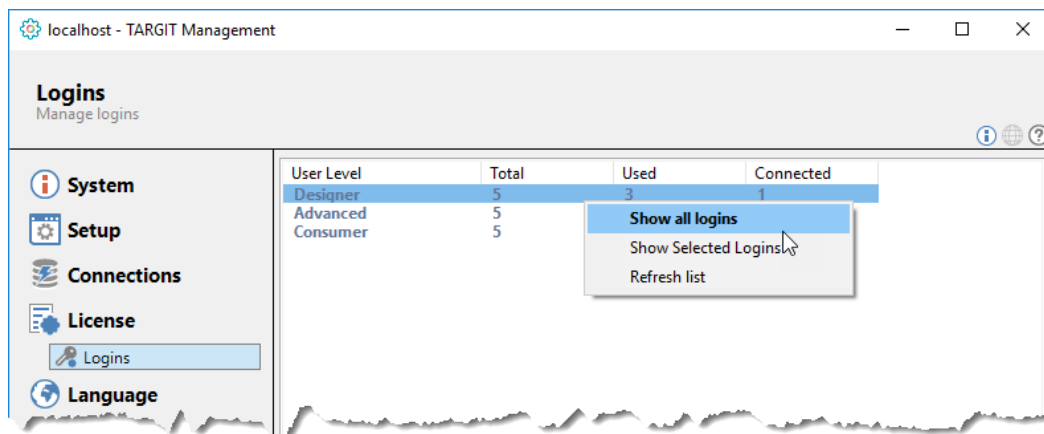 localhost - TARGIT Management
Logins
Manage logins
System
Setup
Connections
License
Logins
Language
User Level Total Used Connected
Designer 5 3 1
Advanced 5
Consumer 5
Show all logins
Show Selected Logins
Refresh list